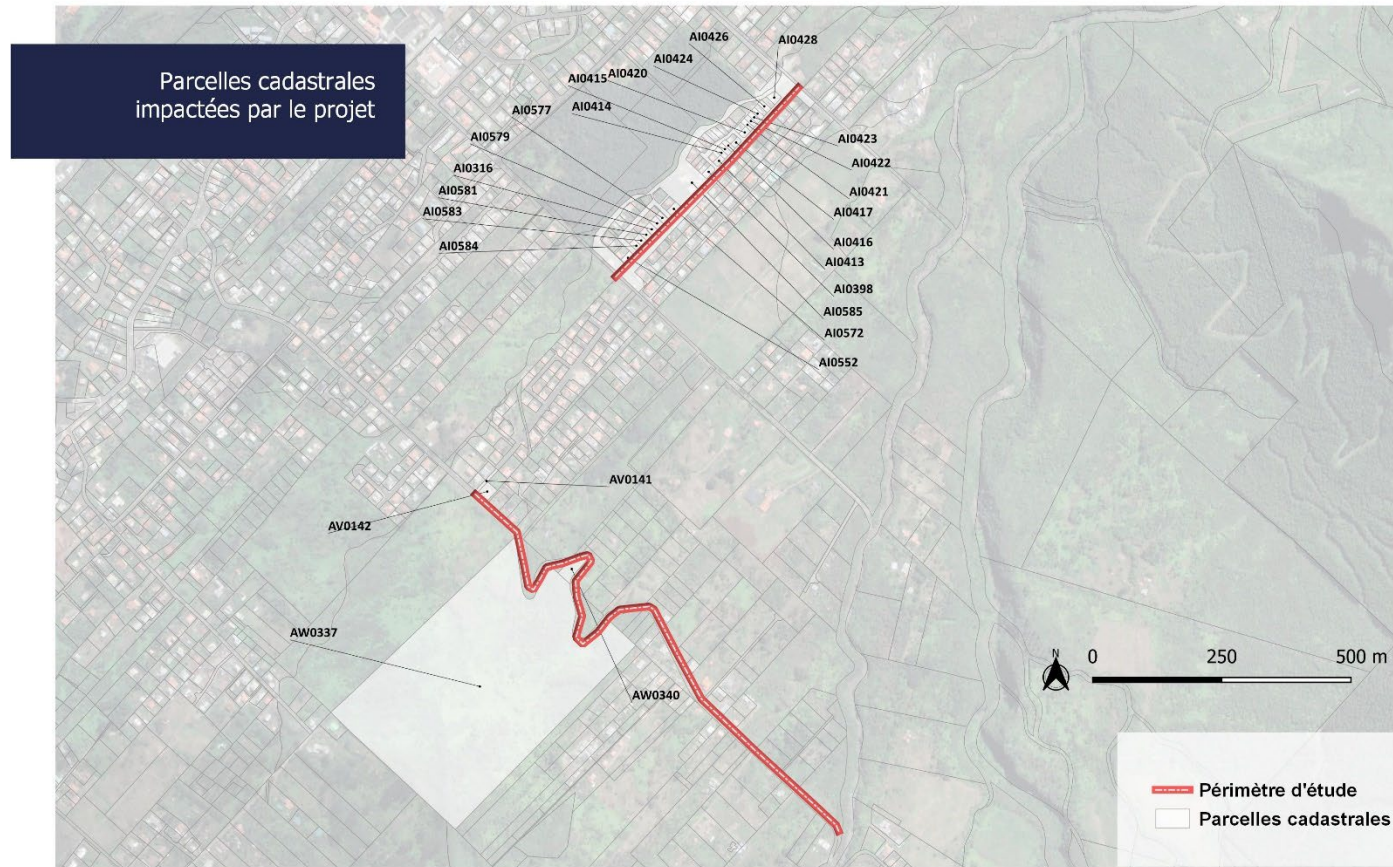 Parcelles cadastrales
impactées par le projet
AI0426
AI0428
AI0424
AI0415
AI0420
AI0414
AI0577
AI0579
AI0316
AI0581
AI0583
AI0584
AI0423
AI0422
AI0421
AI0417
AI0416
AI0413
AI0398
AI0585
AI0572
AI0552
AV0141
AV0142
AW0337
AW0340
N
0 250 500 m
Périmètre d'étude
Parcelles cadastrales